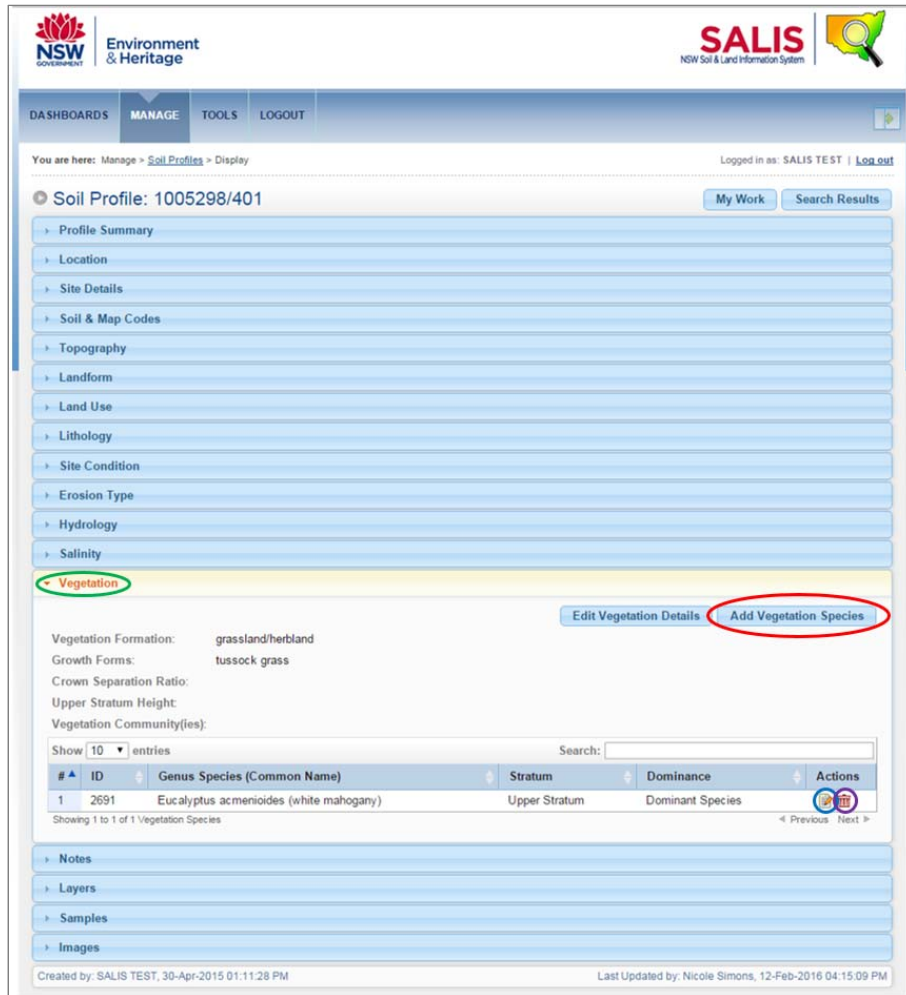 NSW
GOVERNMENT
Environment
& Heritage
SALIS
NSW Soil & Land Information System
DASHBOARDS MANAGE TOOLS LOGOUT
You are here: Manage > Soil Profiles > Display Logged in as: SALIS TEST | Log out
Soil Profile: 1005298/401 My Work Search Results
Profile Summary
Location
Site Details
Soil & Map Codes
Topography
Landform
Land Use
Lithology
Site Condition
Erosion Type
Hydrology
Salinity
Vegetation
Edit Vegetation Details Add Vegetation Species
Vegetation Formation: grassland/herbland
Growth Forms: tussock grass
Crown Separation Ratio:
Upper Stratum Height:
Vegetation Community(ies):
Show 10 entries Search:
# ID Genus Species (Common Name) Stratum Dominance Actions
1 2691 Eucalyptus acmenioides (white mahogany) Upper Stratum Dominant Species
Showing 1 to 1 of 1 Vegetation Species Previous Next
Notes
Layers
Samples
Images
Created by: SALIS TEST, 30-Apr-2015 01:11:28 PM Last Updated by: Nicole Simons, 12-Feb-2016 04:15:09 PM